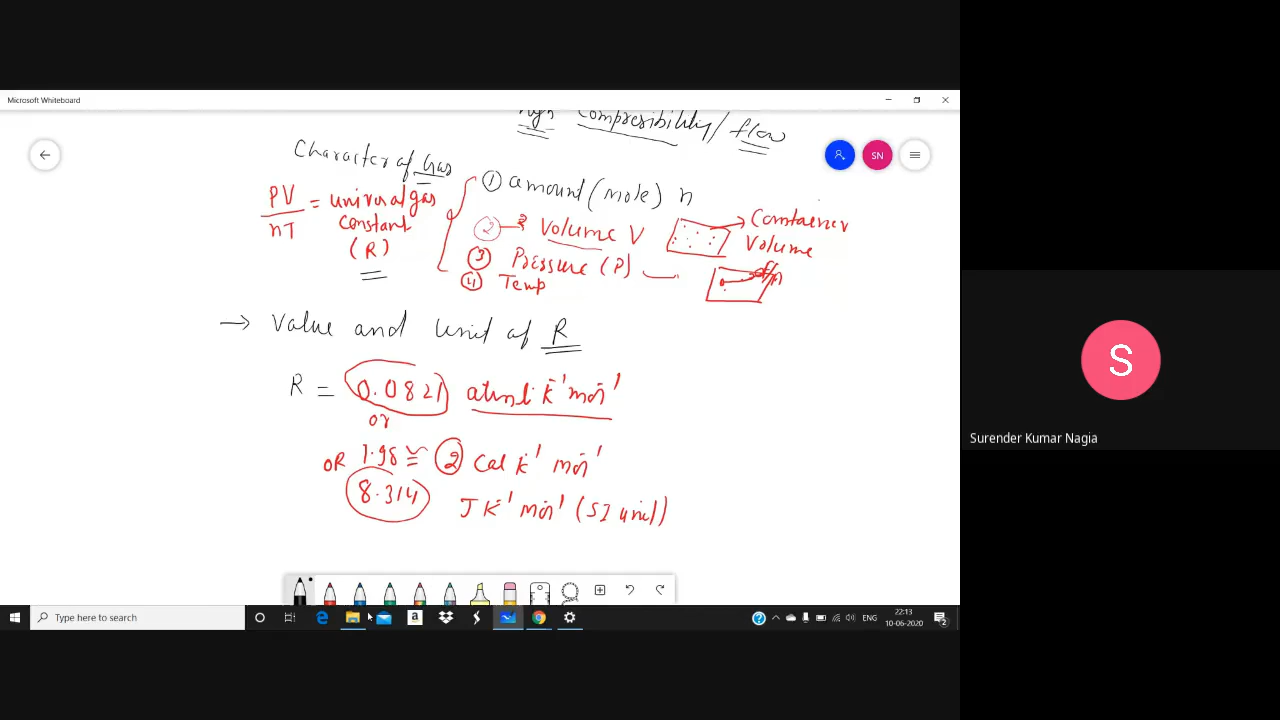 Microsoft Whiteboard
high Compresibility/flow
Character of Gas
PV/nT = universal gas constant (R)
① amount (mole) n
② → Volume V
③ Pressure (P)
④ Temp
Container Volume
→ Value and Unit of R
R = 0.0821 atm L K⁻¹ mol⁻¹
or
OR 1.98 ≅ ② Cal K⁻¹ mol⁻¹
8.314 J K⁻¹ mol⁻¹ (SI unit)
SN
S
Surender Kumar Nagia
Type here to search
ENG
22:13
10-06-2020
2